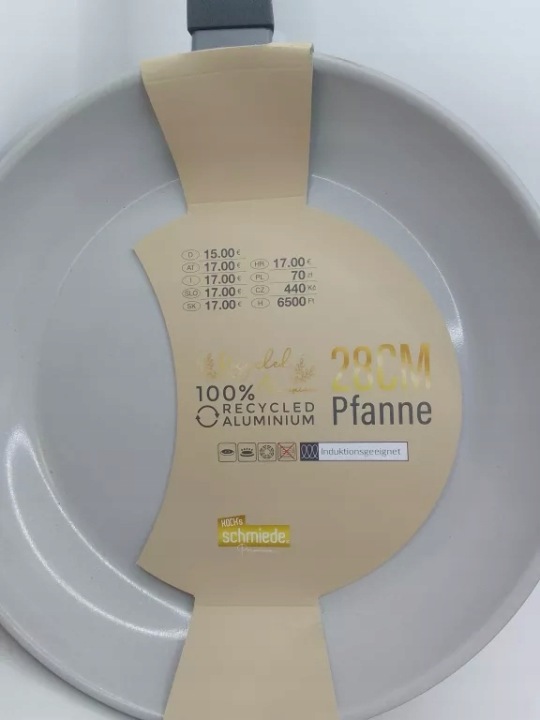 D 15.00 €
AT 17.00 € HR 17.00 €
I 17.00 € PL 70 zł
SLO 17.00 € CZ 440 Kč
SK 17.00 € H 6500 Ft
28CM
Pfanne
100%
RECYCLED
ALUMINIUM
Induktionsgeeignet
KOCH's
schmiede.